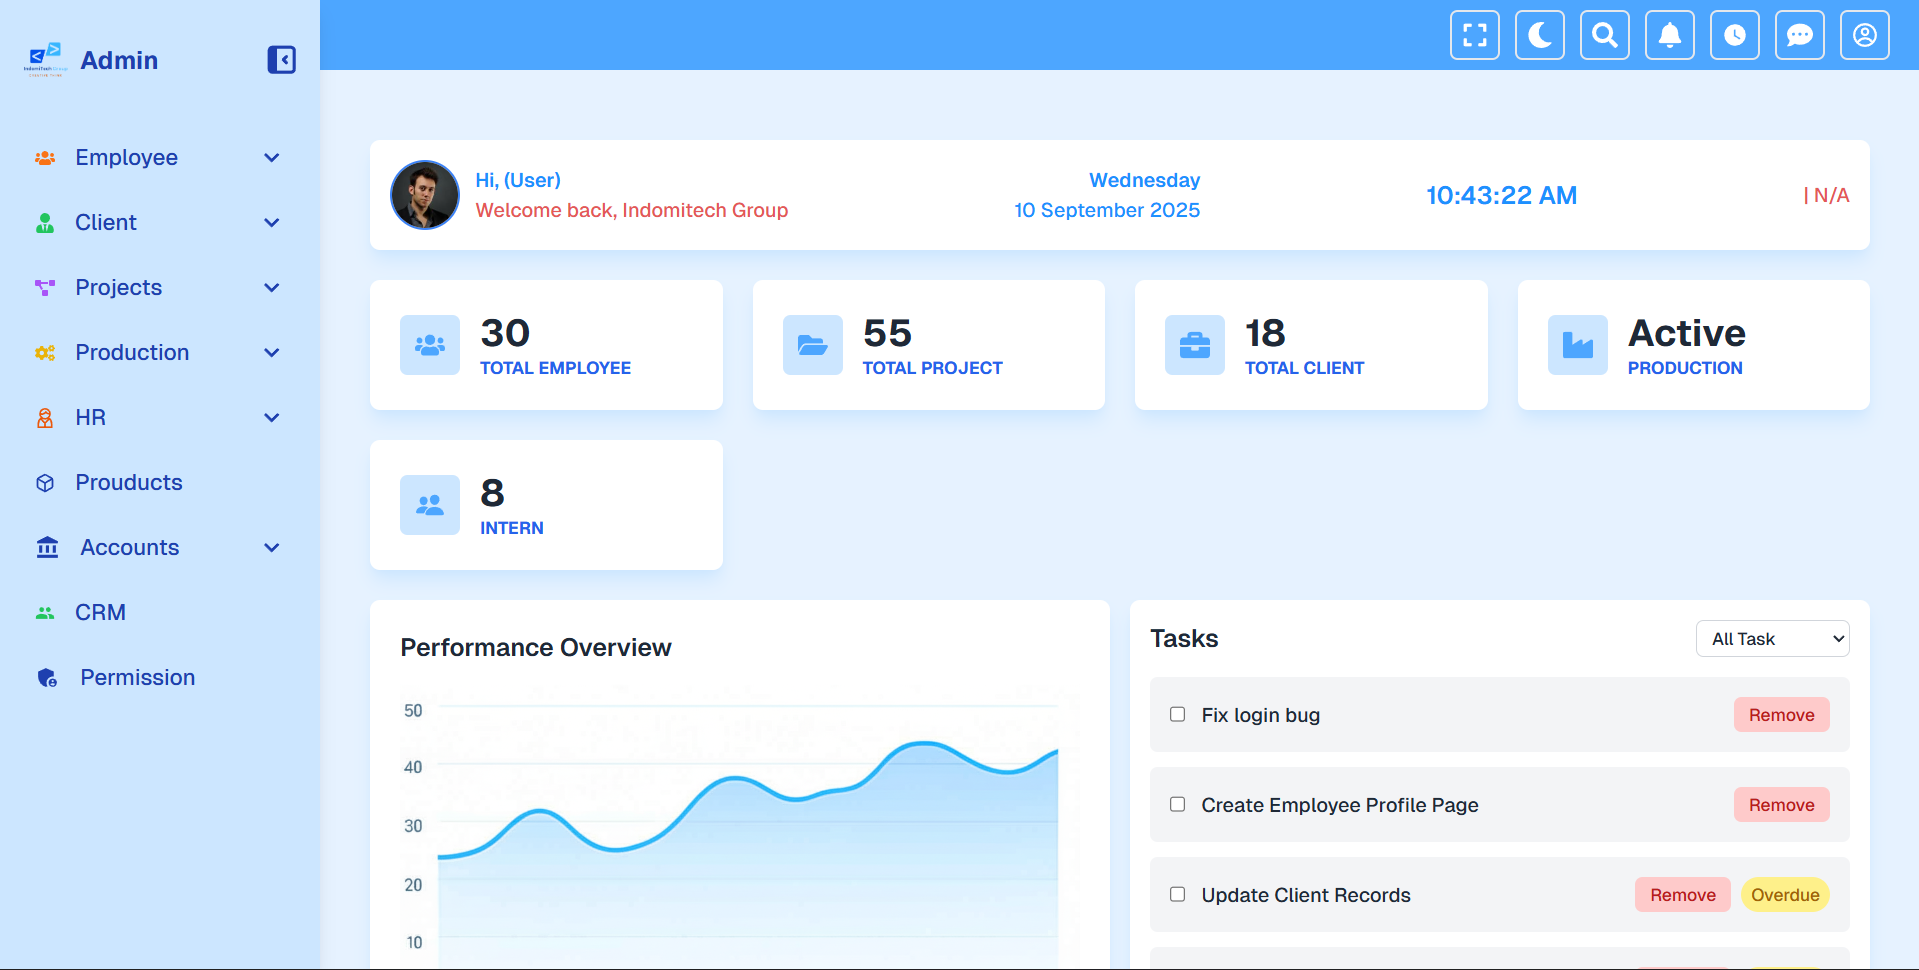 IndomiTech Group
Admin
Employee
Client
Projects
Production
HR
Prouducts
Accounts
CRM
Permission
Hi, (User)
Welcome back, Indomitech Group
Wednesday
10 September 2025
10:43:22 AM
| N/A
30
TOTAL EMPLOYEE
55
TOTAL PROJECT
18
TOTAL CLIENT
Active
PRODUCTION
8
INTERN
Performance Overview
50
40
30
20
10
Tasks
All Task
Fix login bug
Remove
Create Employee Profile Page
Remove
Update Client Records
Remove
Overdue